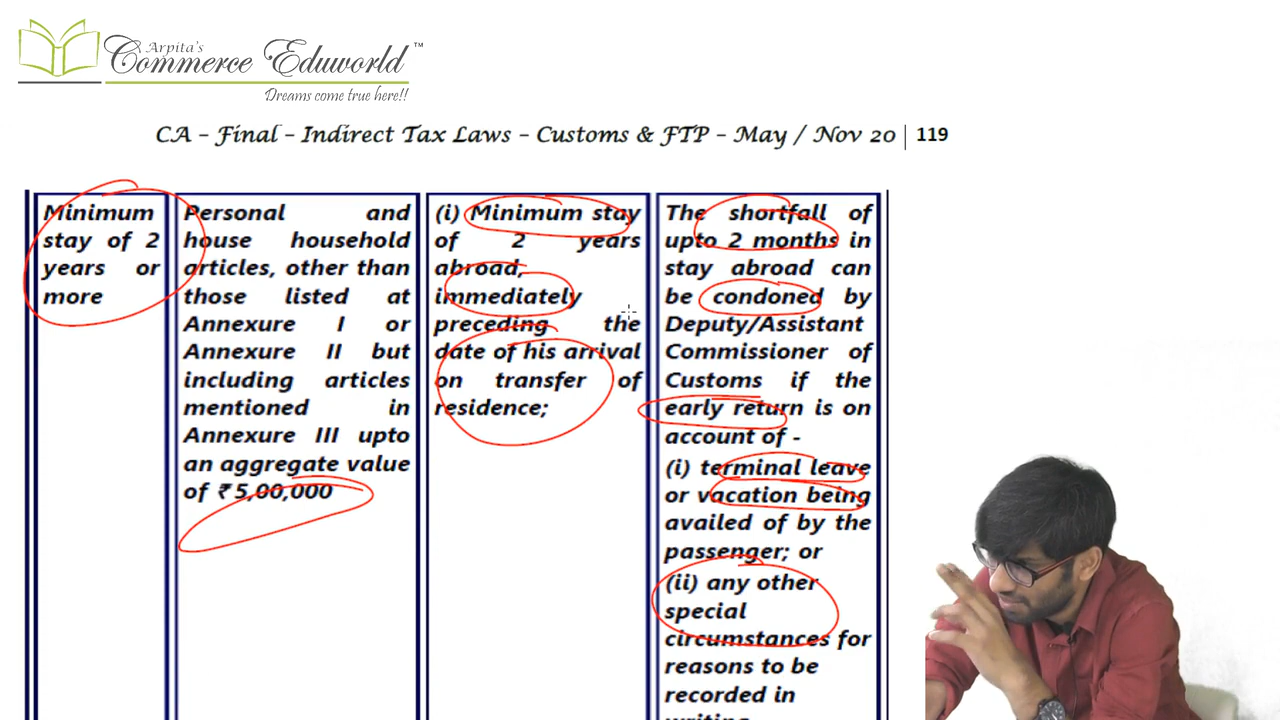 Arpita's
Commerce Eduworld™
Dreams come true here!!
CA – Final – Indirect Tax Laws – Customs & FTP – May / Nov 20 | 119
Minimum
stay of 2
years or
more
Personal and
house household
articles, other than
those listed at
Annexure I or
Annexure II but
including articles
mentioned in
Annexure III upto
an aggregate value
of ₹5,00,000
(i) Minimum stay
of 2 years
abroad,
immediately
preceding the
date of his arrival
on transfer of
residence;
The shortfall of
upto 2 months in
stay abroad can
be condoned by
Deputy/Assistant
Commissioner of
Customs if the
early return is on
account of -
(i) terminal leave
or vacation being
availed of by the
passenger; or
(ii) any other
special
circumstances for
reasons to be
recorded in
writing